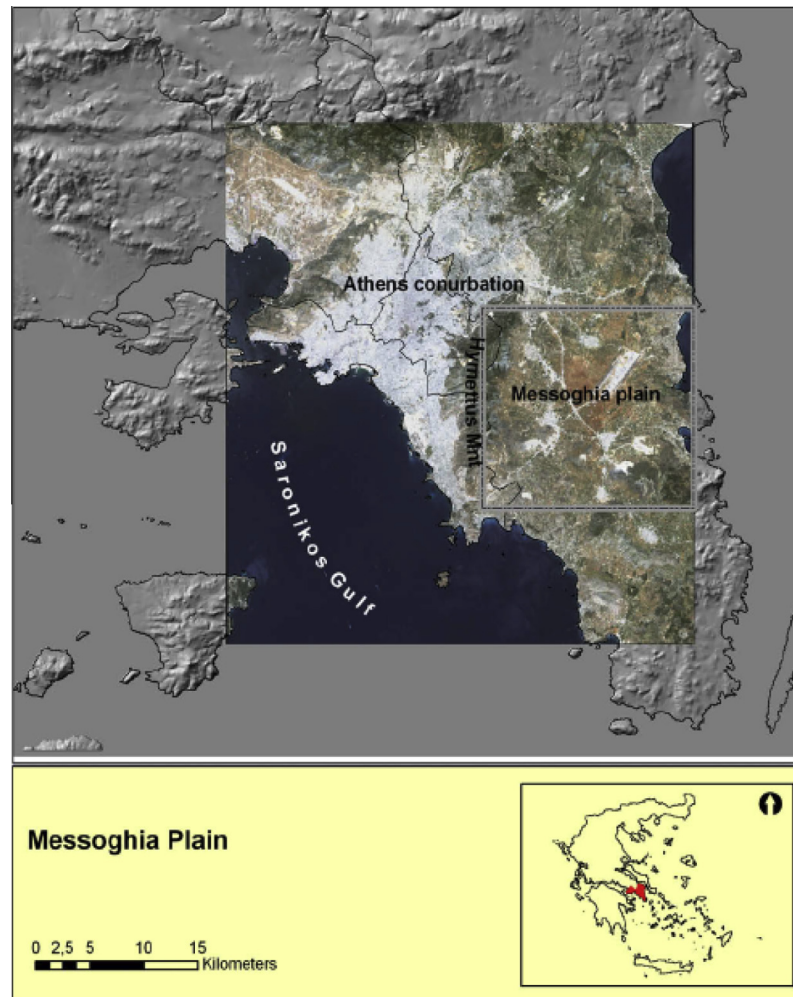 Athens conurbation
Hymettus Mnt
Messoghia plain
Saronikos Gulf
Messoghia Plain
0 2,5 5 10 15
Kilometers